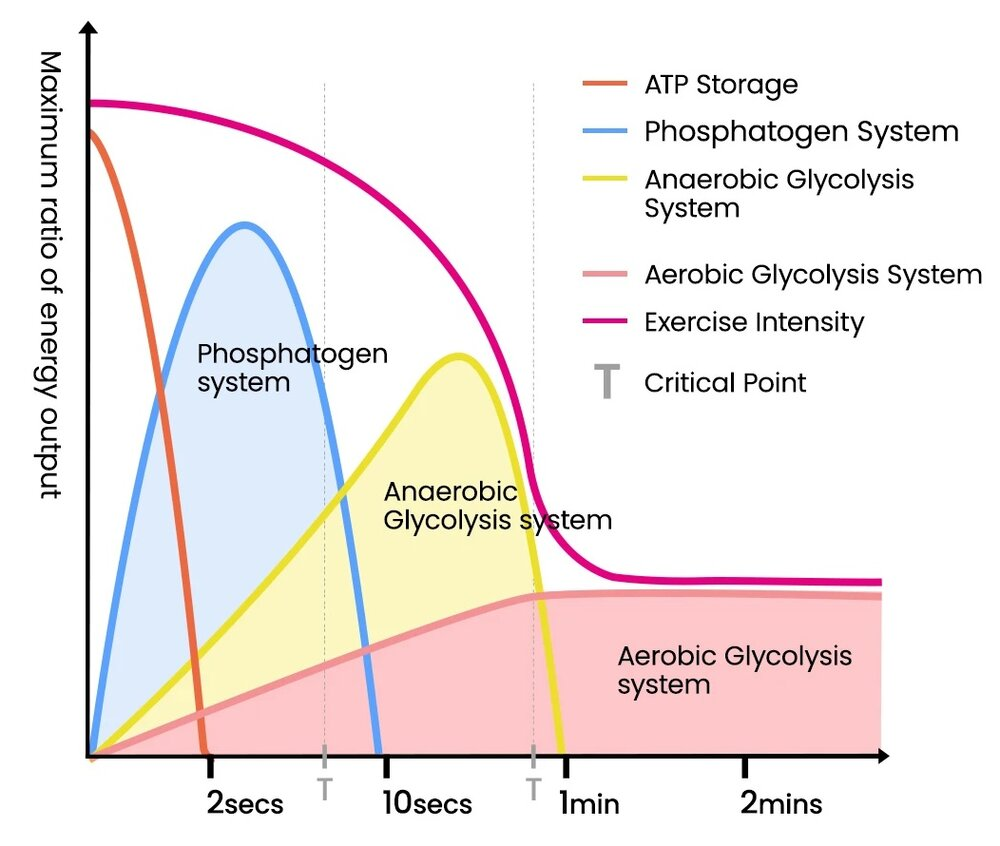 Maximum ratio of energy output
ATP Storage
Phosphatogen System
Anaerobic Glycolysis
System
Aerobic Glycolysis System
Exercise Intensity
T Critical Point
Phosphatogen
system
Anaerobic
Glycolysis system
Aerobic Glycolysis
system
2secs
T
10secs
T
1min
2mins